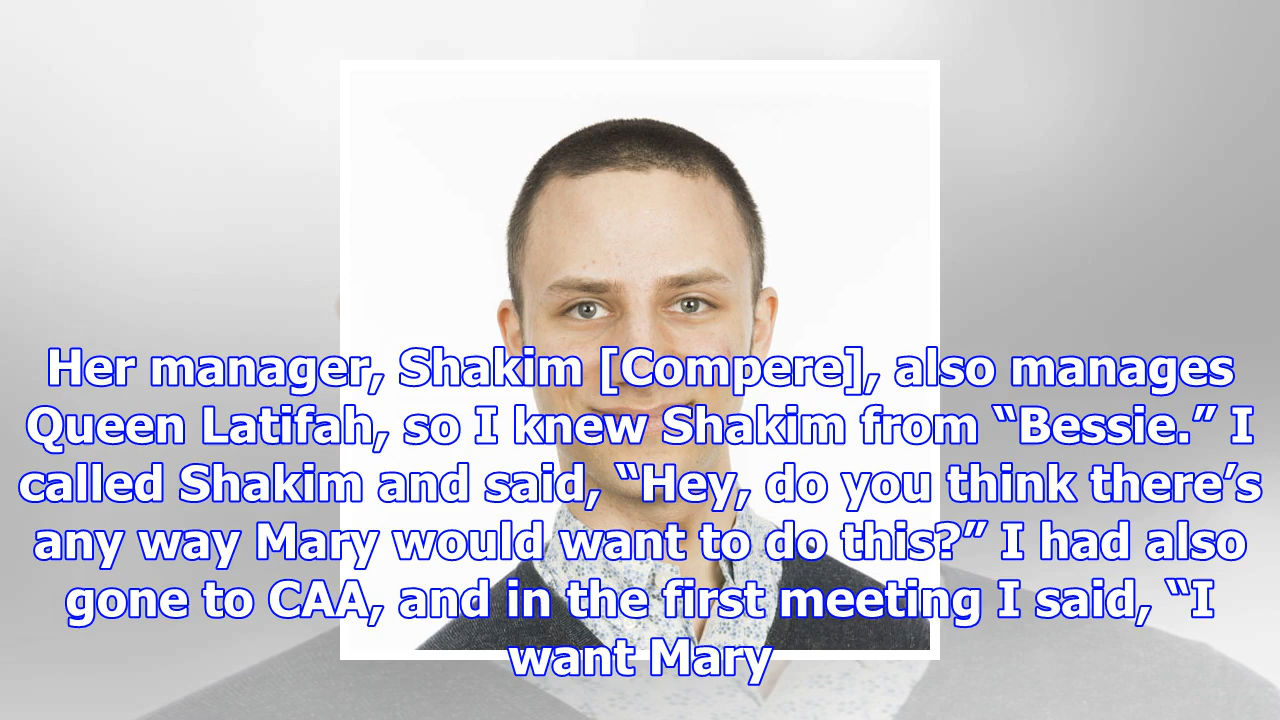 Her manager, Shakim [Compere], also manages
Queen Latifah, so I knew Shakim from “Bessie.” I
called Shakim and said, “Hey, do you think there’s
any way Mary would want to do this?” I had also
gone to CAA, and in the first meeting I said, “I
want Mary